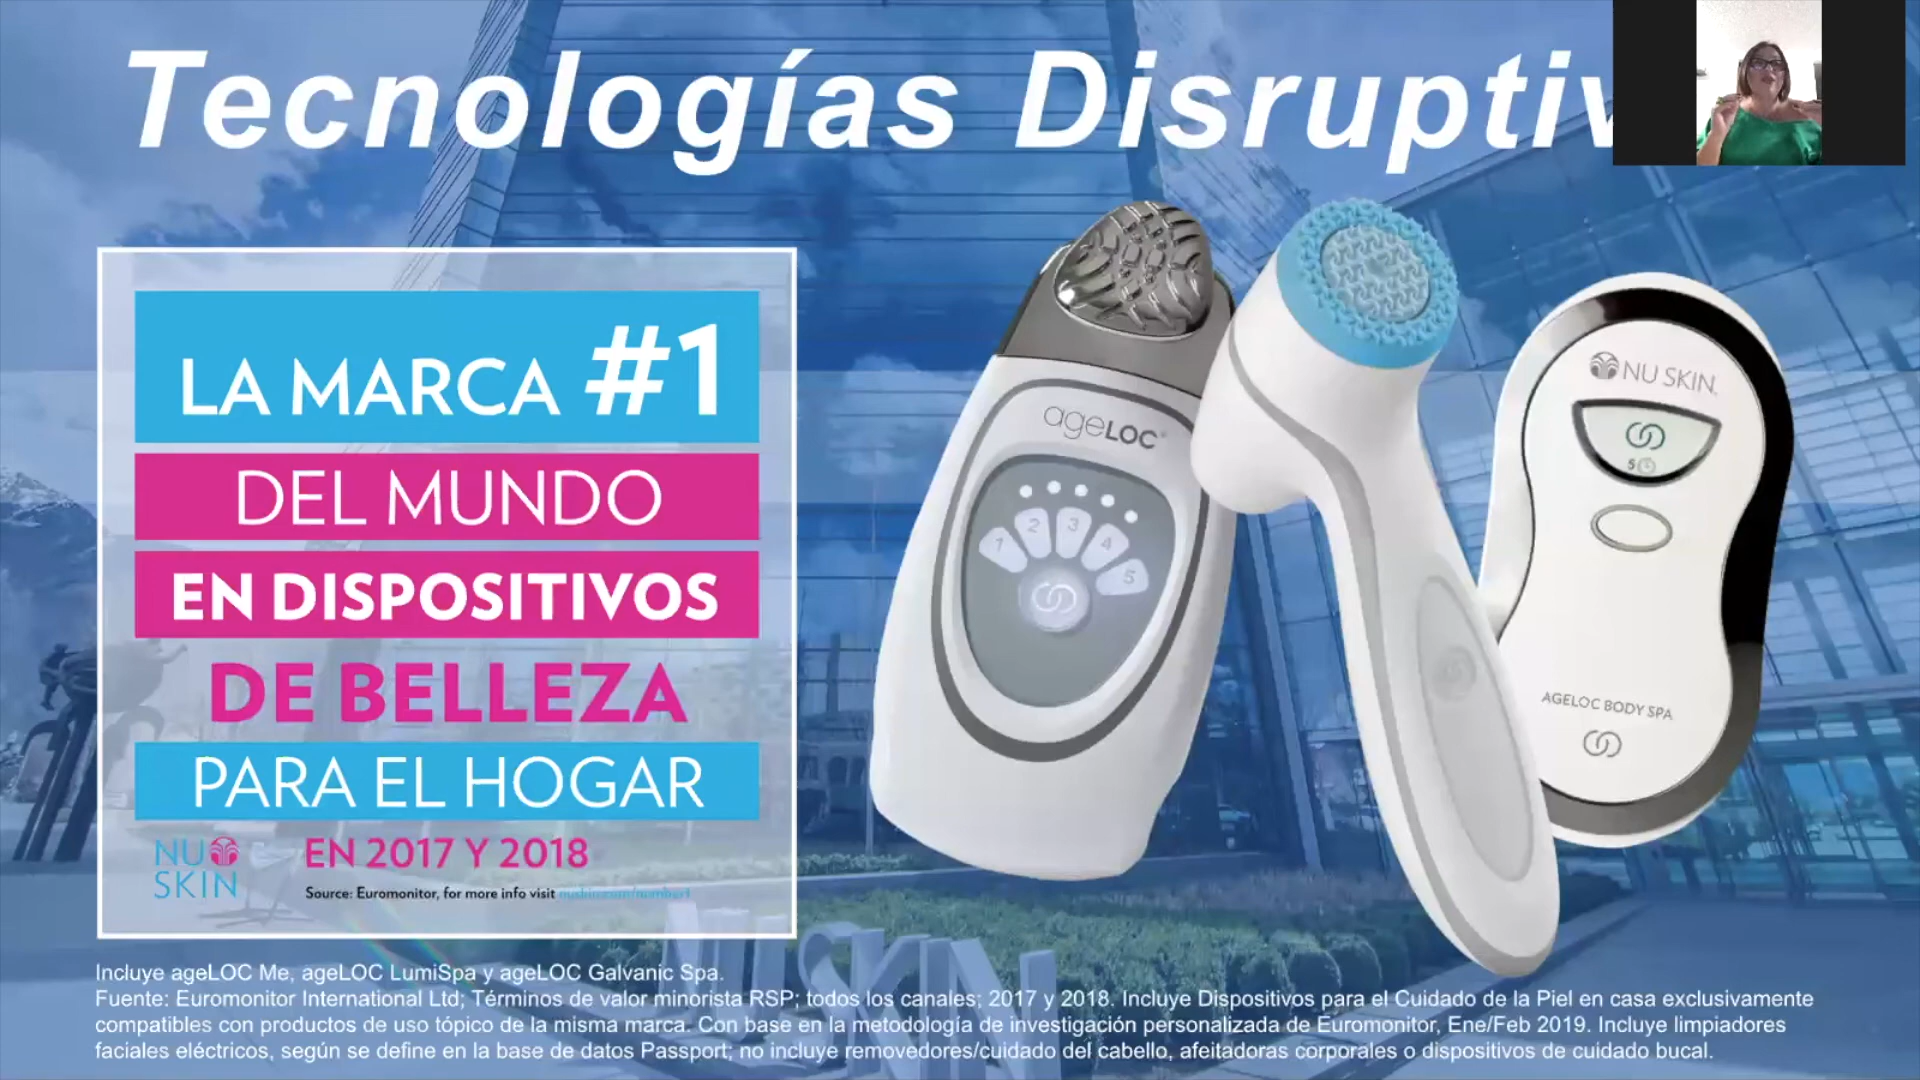 Tecnologías Disruptiv
LA MARCA #1
DEL MUNDO
EN DISPOSITIVOS
DE BELLEZA
PARA EL HOGAR
NU
SKIN
EN 2017 Y 2018
Source: Euromonitor, for more info visit nuskin.com/number1
ageLOC
1 2 3 4 5
NU SKIN
5
AGELOC BODY SPA
NU SKIN
Incluye ageLOC Me, ageLOC LumiSpa y ageLOC Galvanic Spa.
Fuente: Euromonitor International Ltd; Términos de valor minorista RSP; todos los canales; 2017 y 2018. Incluye Dispositivos para el Cuidado de la Piel en casa exclusivamente
compatibles con productos de uso tópico de la misma marca. Con base en la metodología de investigación personalizada de Euromonitor, Ene/Feb 2019. Incluye limpiadores
faciales eléctricos, según se define en la base de datos Passport; no incluye removedores/cuidado del cabello, afeitadoras corporales o dispositivos de cuidado bucal.